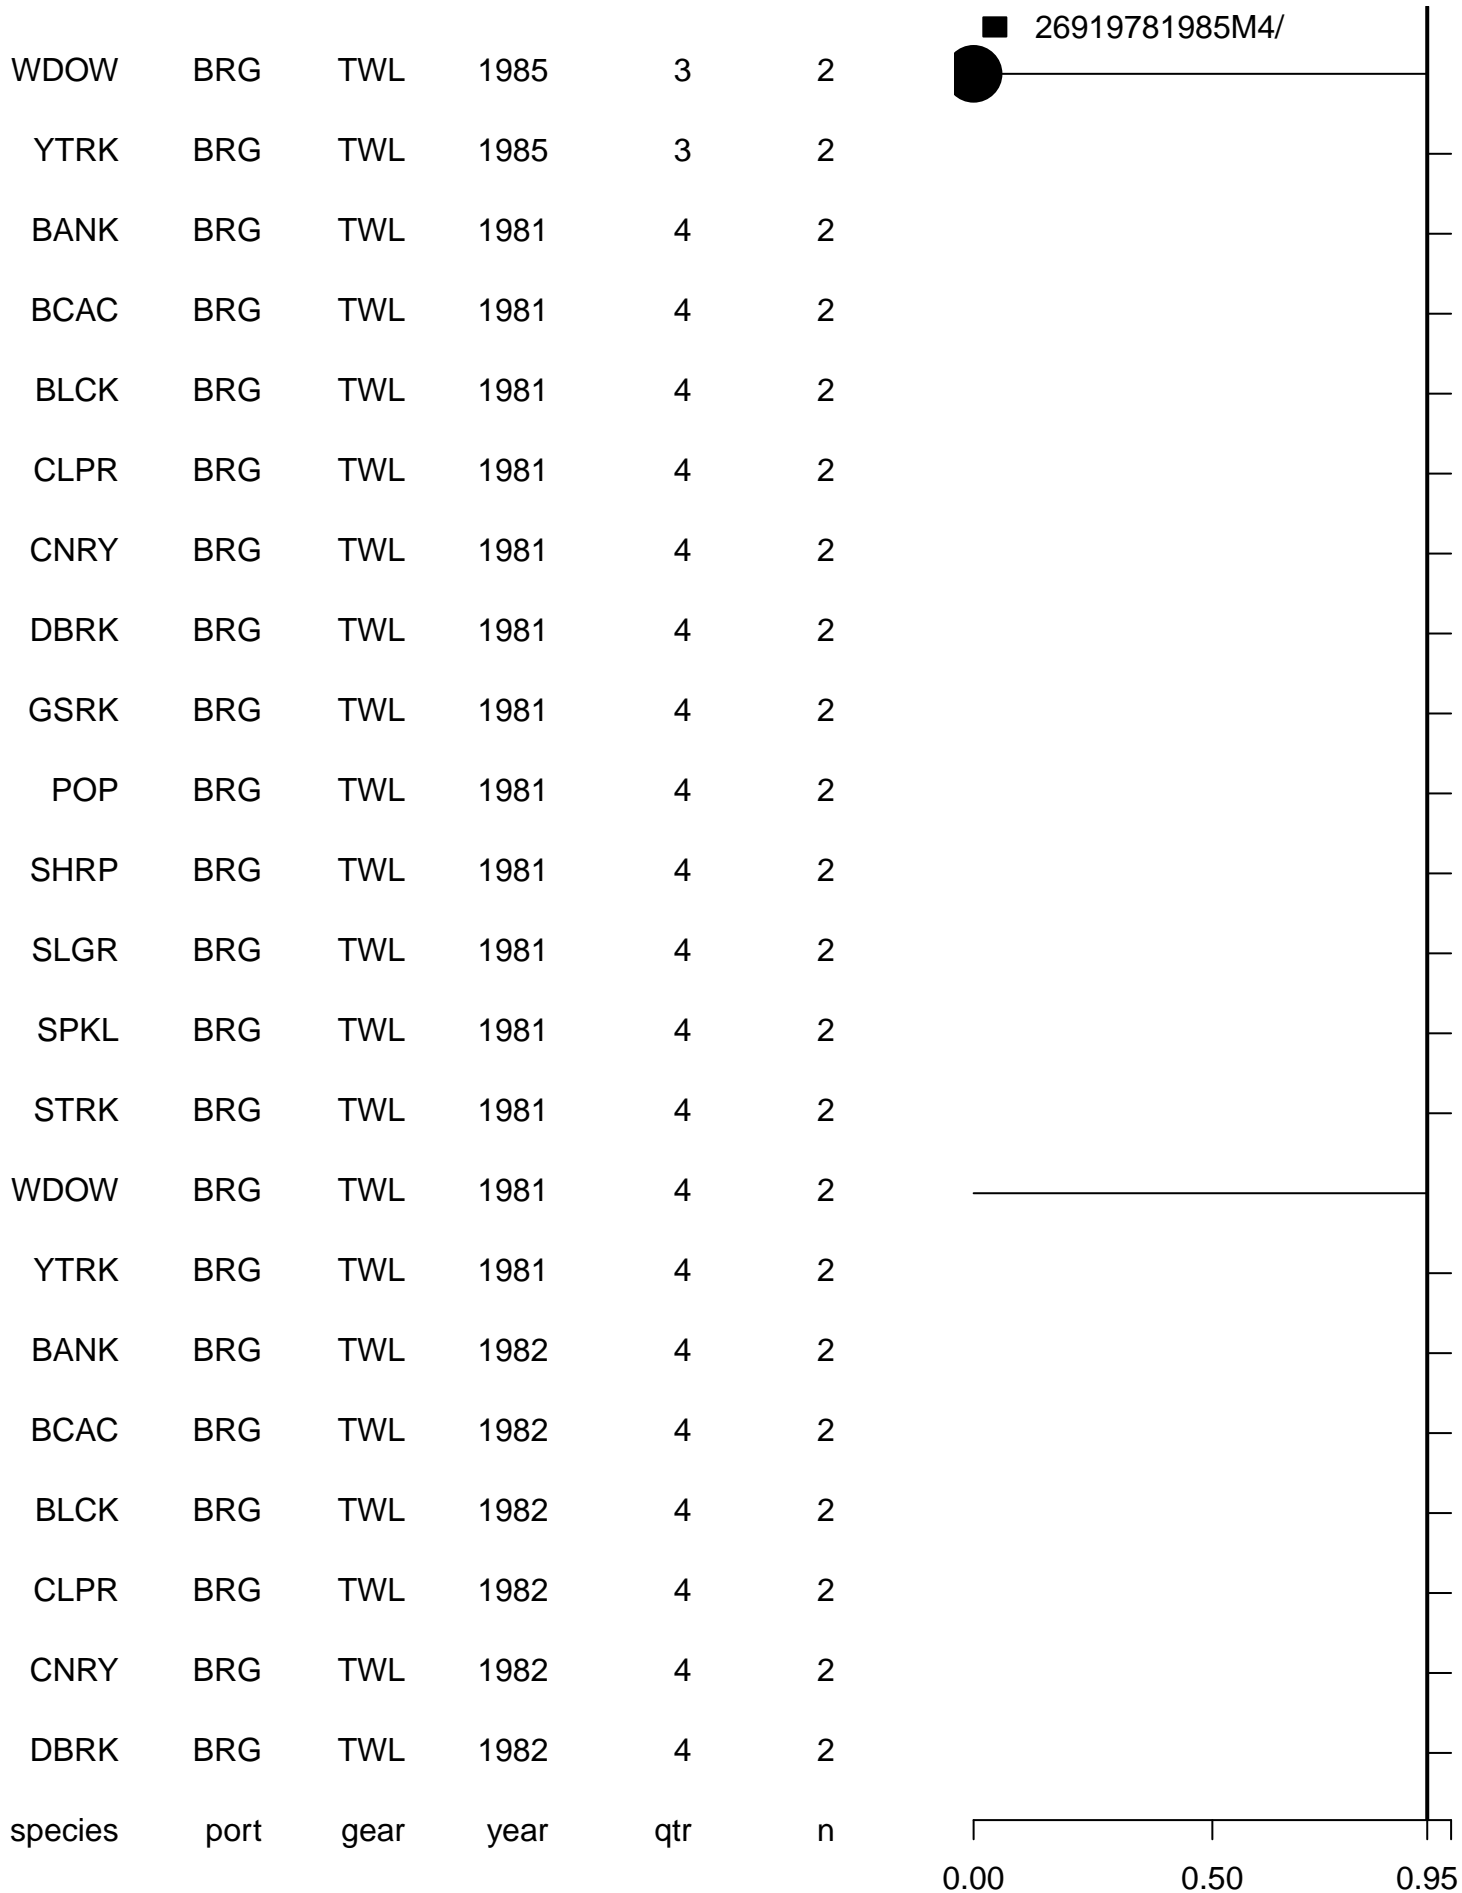 26919781985M4/
WDOW BRG TWL 1985 3 2
YTRK BRG TWL 1985 3 2
BANK BRG TWL 1981 4 2
BCAC BRG TWL 1981 4 2
BLCK BRG TWL 1981 4 2
CLPR BRG TWL 1981 4 2
CNRY BRG TWL 1981 4 2
DBRK BRG TWL 1981 4 2
GSRK BRG TWL 1981 4 2
POP BRG TWL 1981 4 2
SHRP BRG TWL 1981 4 2
SLGR BRG TWL 1981 4 2
SPKL BRG TWL 1981 4 2
STRK BRG TWL 1981 4 2
WDOW BRG TWL 1981 4 2
YTRK BRG TWL 1981 4 2
BANK BRG TWL 1982 4 2
BCAC BRG TWL 1982 4 2
BLCK BRG TWL 1982 4 2
CLPR BRG TWL 1982 4 2
CNRY BRG TWL 1982 4 2
DBRK BRG TWL 1982 4 2
species port gear year qtr n
0.00 0.50 0.95